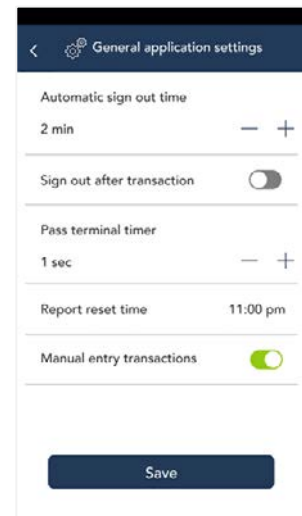 General application settings
Automatic sign out time
2 min
Sign out after transaction
Pass terminal timer
1 sec
Report reset time 11:00 pm
Manual entry transactions
Save